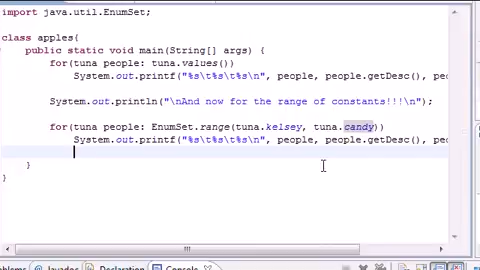 import java.util.EnumSet;
class apples{
public static void main(String[] args) {
for(tuna people: tuna.values())
System.out.printf("%s\t%s\t%s\n", people, people.getDesc(), peo
System.out.println("\nAnd now for the range of constants!!!\n");
for(tuna people: EnumSet.range(tuna.kelsey, tuna.candy))
System.out.printf("%s\t%s\t%s\n", people, people.getDesc(), peo
}
}
oblems @ Javadoc Declaration Console